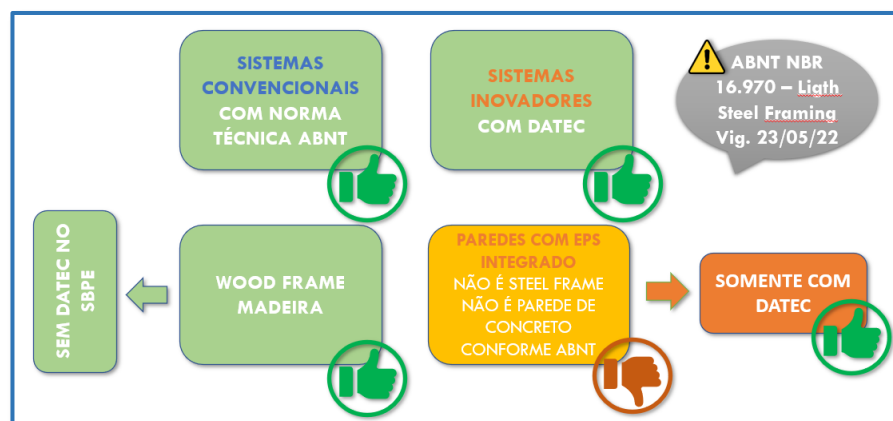 SISTEMAS
CONVENCIONAIS
COM NORMA
TÉCNICA ABNT
SISTEMAS
INOVADORES
COM DATEC
ABNT NBR
16.970 – Ligth
Steel Framing
Vig. 23/05/22
SEM DATEC NO
SBPE
WOOD FRAME
MADEIRA
PAREDES COM EPS
INTEGRADO
NÃO É STEEL FRAME
NÃO É PAREDE DE
CONCRETO
CONFORME ABNT
SOMENTE COM
DATEC